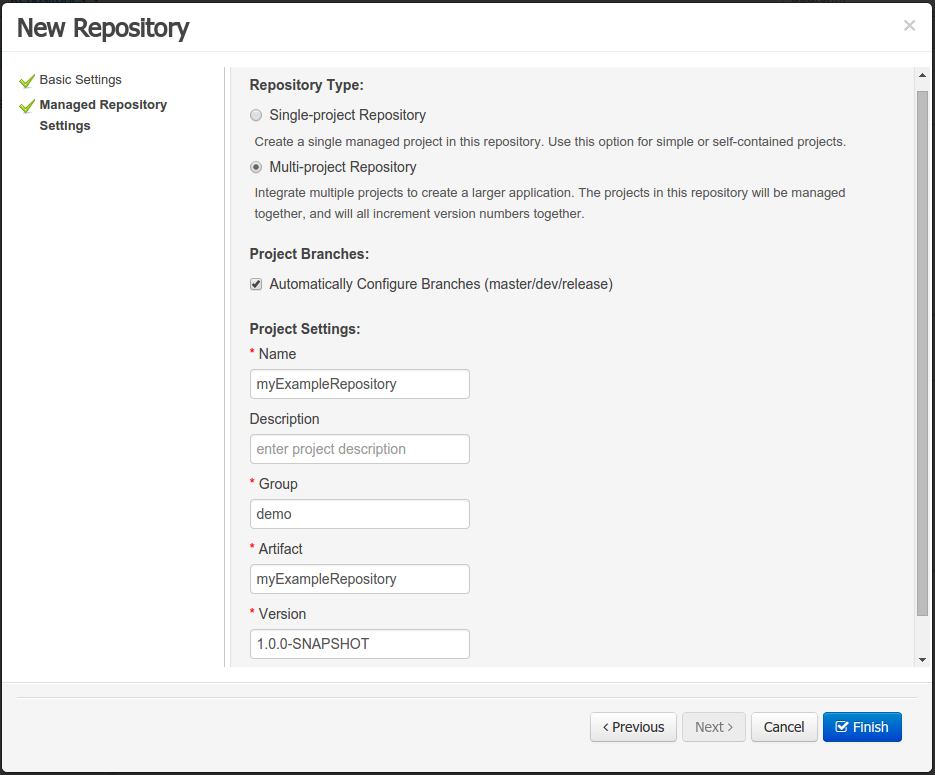 New Repository
×
Basic Settings
Managed Repository
Settings
Repository Type:
Single-project Repository
Create a single managed project in this repository. Use this option for simple or self-contained projects.
Multi-project Repository
Integrate multiple projects to create a larger application. The projects in this repository will be managed
together, and will all increment version numbers together.
Project Branches:
Automatically Configure Branches (master/dev/release)
Project Settings:
* Name
myExampleRepository
Description
enter project description
* Group
demo
* Artifact
myExampleRepository
* Version
1.0.0-SNAPSHOT
‹ Previous
Next ›
Cancel
Finish